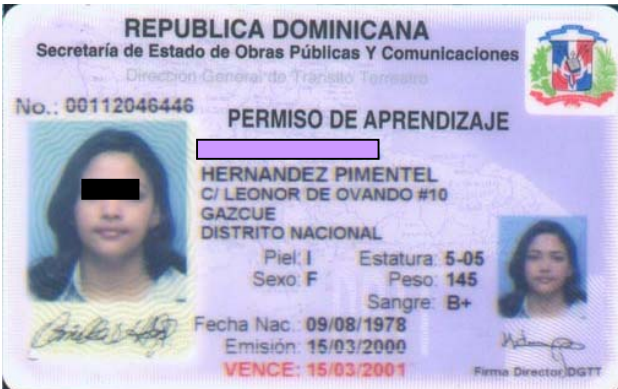 REPUBLICA DOMINICANA
Secretaría de Estado de Obras Públicas Y Comunicaciones
Dirección General de Tránsito Terrestre
No.: 00112046446
PERMISO DE APRENDIZAJE
HERNANDEZ PIMENTEL
C/ LEONOR DE OVANDO #10
GAZCUE
DISTRITO NACIONAL
Piel: I Estatura: 5-05
Sexo: F Peso: 145
Sangre: B+
Fecha Nac.: 09/08/1978
Emisión: 15/03/2000
VENCE: 15/03/2001
Firma Director DGTT